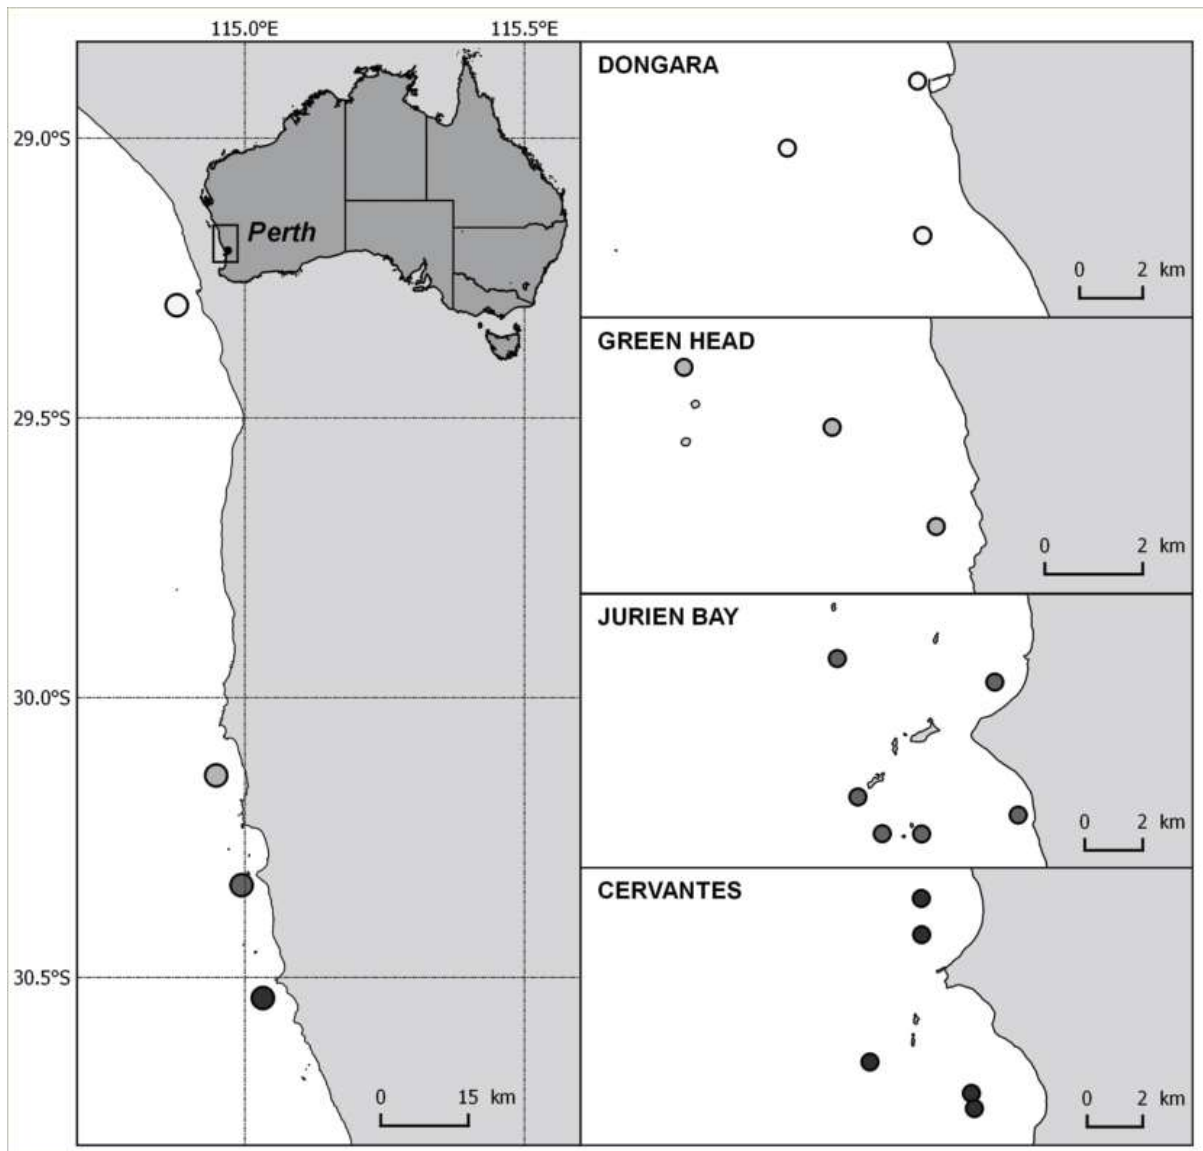 115.0°E 115.5°E
29.0°S
29.5°S
30.0°S
30.5°S
Perth
0 15 km
DONGARA
0 2 km
GREEN HEAD
0 2 km
JURIEN BAY
0 2 km
CERVANTES
0 2 km